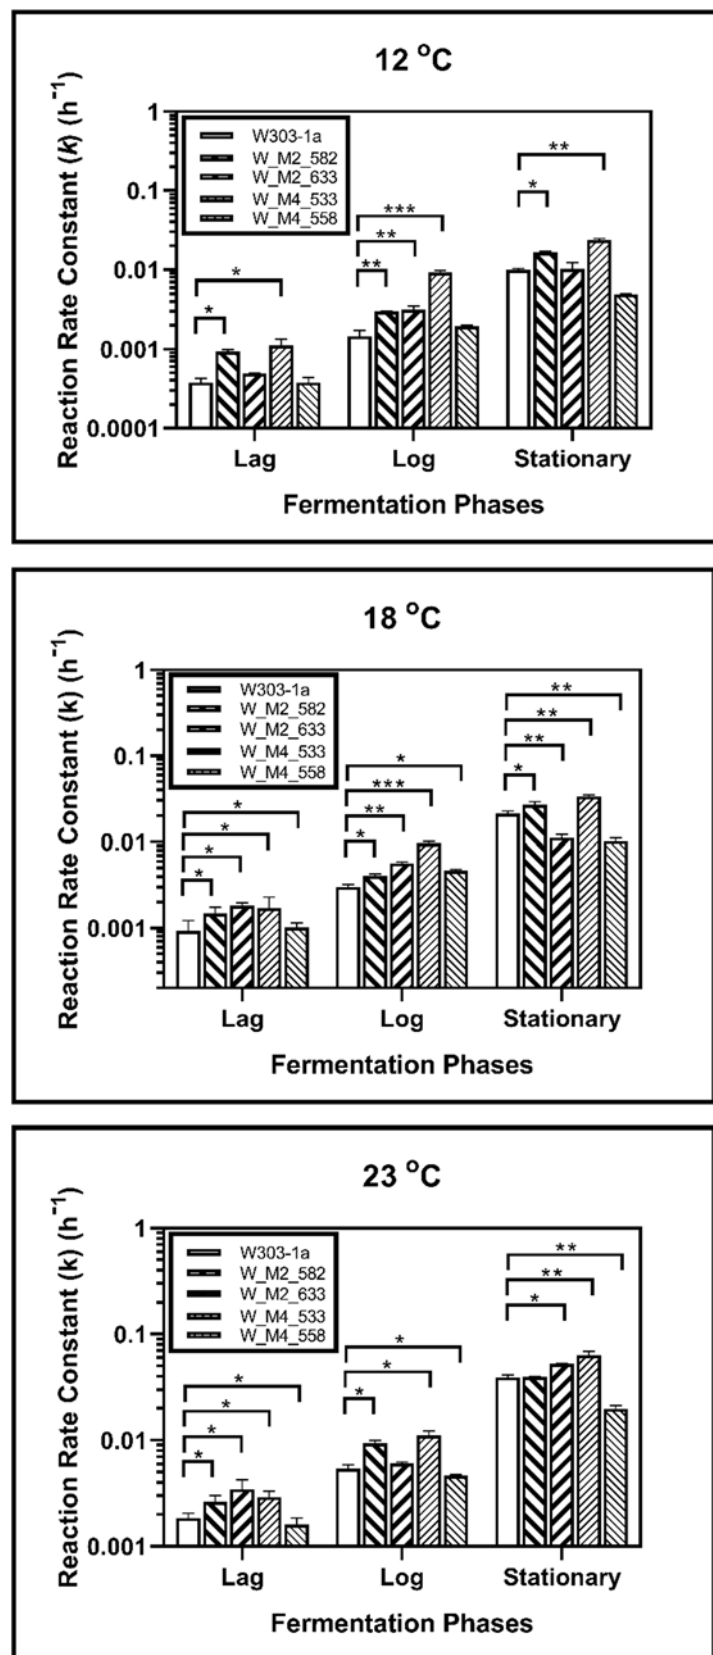 12 °C
Reaction Rate Constant (k) (h⁻¹)
1
0.1
0.01
0.001
0.0001
W303-1a
W_M2_582
W_M2_633
W_M4_533
W_M4_558
*
*
**
**
***
*
**
Lag
Log
Stationary
Fermentation Phases
18 °C
Reaction Rate Constant (k) (h⁻¹)
1
0.1
0.01
0.001
W303-1a
W_M2_582
W_M2_633
W_M4_533
W_M4_558
*
*
*
*
*
**
***
*
*
**
**
**
Lag
Log
Stationary
Fermentation Phases
23 °C
Reaction Rate Constant (k) (h⁻¹)
1
0.1
0.01
0.001
W303-1a
W_M2_582
W_M2_633
W_M4_533
W_M4_558
*
*
*
*
*
*
*
*
**
**
Lag
Log
Stationary
Fermentation Phases